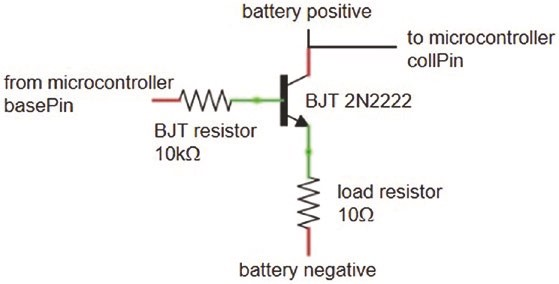 battery positive
to microcontroller
collPin
from microcontroller
basePin
BJT 2N2222
BJT resistor
10kΩ
load resistor
10Ω
battery negative